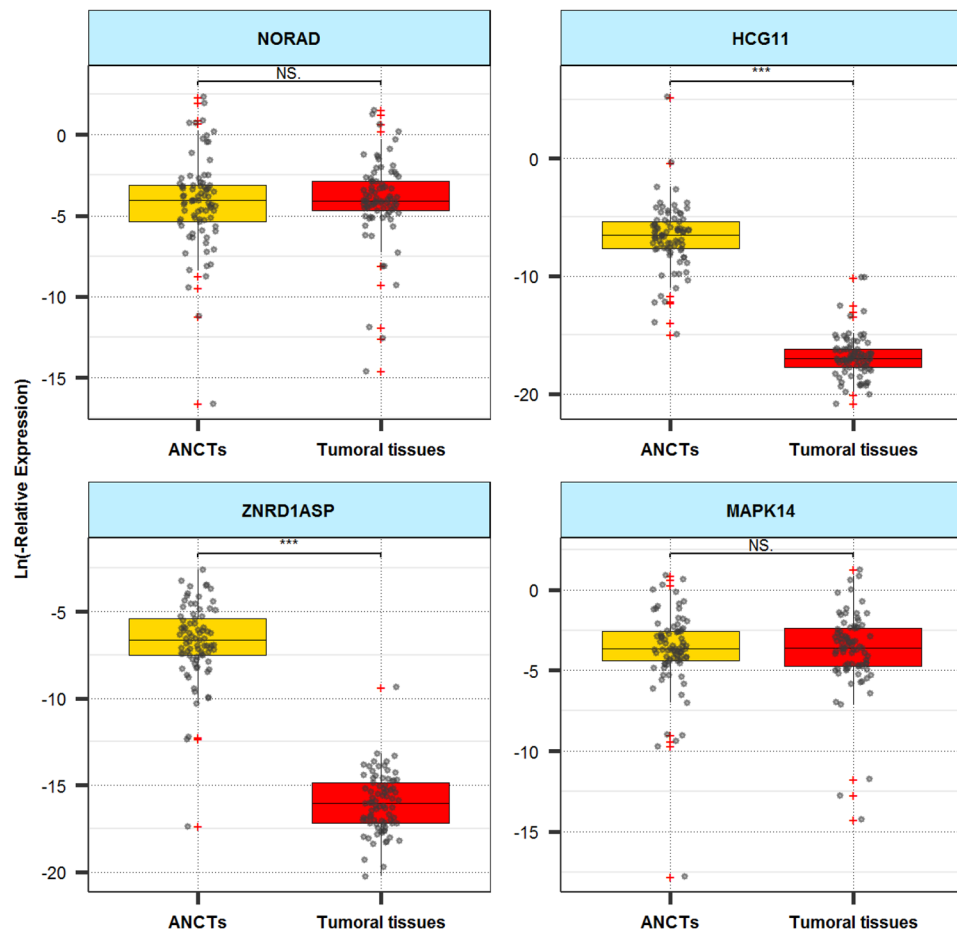 NORAD
HCG11
NS.
***
0
-5
-10
-15
0
-10
-20
ANCTs
Tumoral tissues
ANCTs
Tumoral tissues
Ln(-Relative Expression)
ZNRD1ASP
MAPK14
***
NS.
-5
-10
-15
-20
0
-5
-10
-15
ANCTs
Tumoral tissues
ANCTs
Tumoral tissues